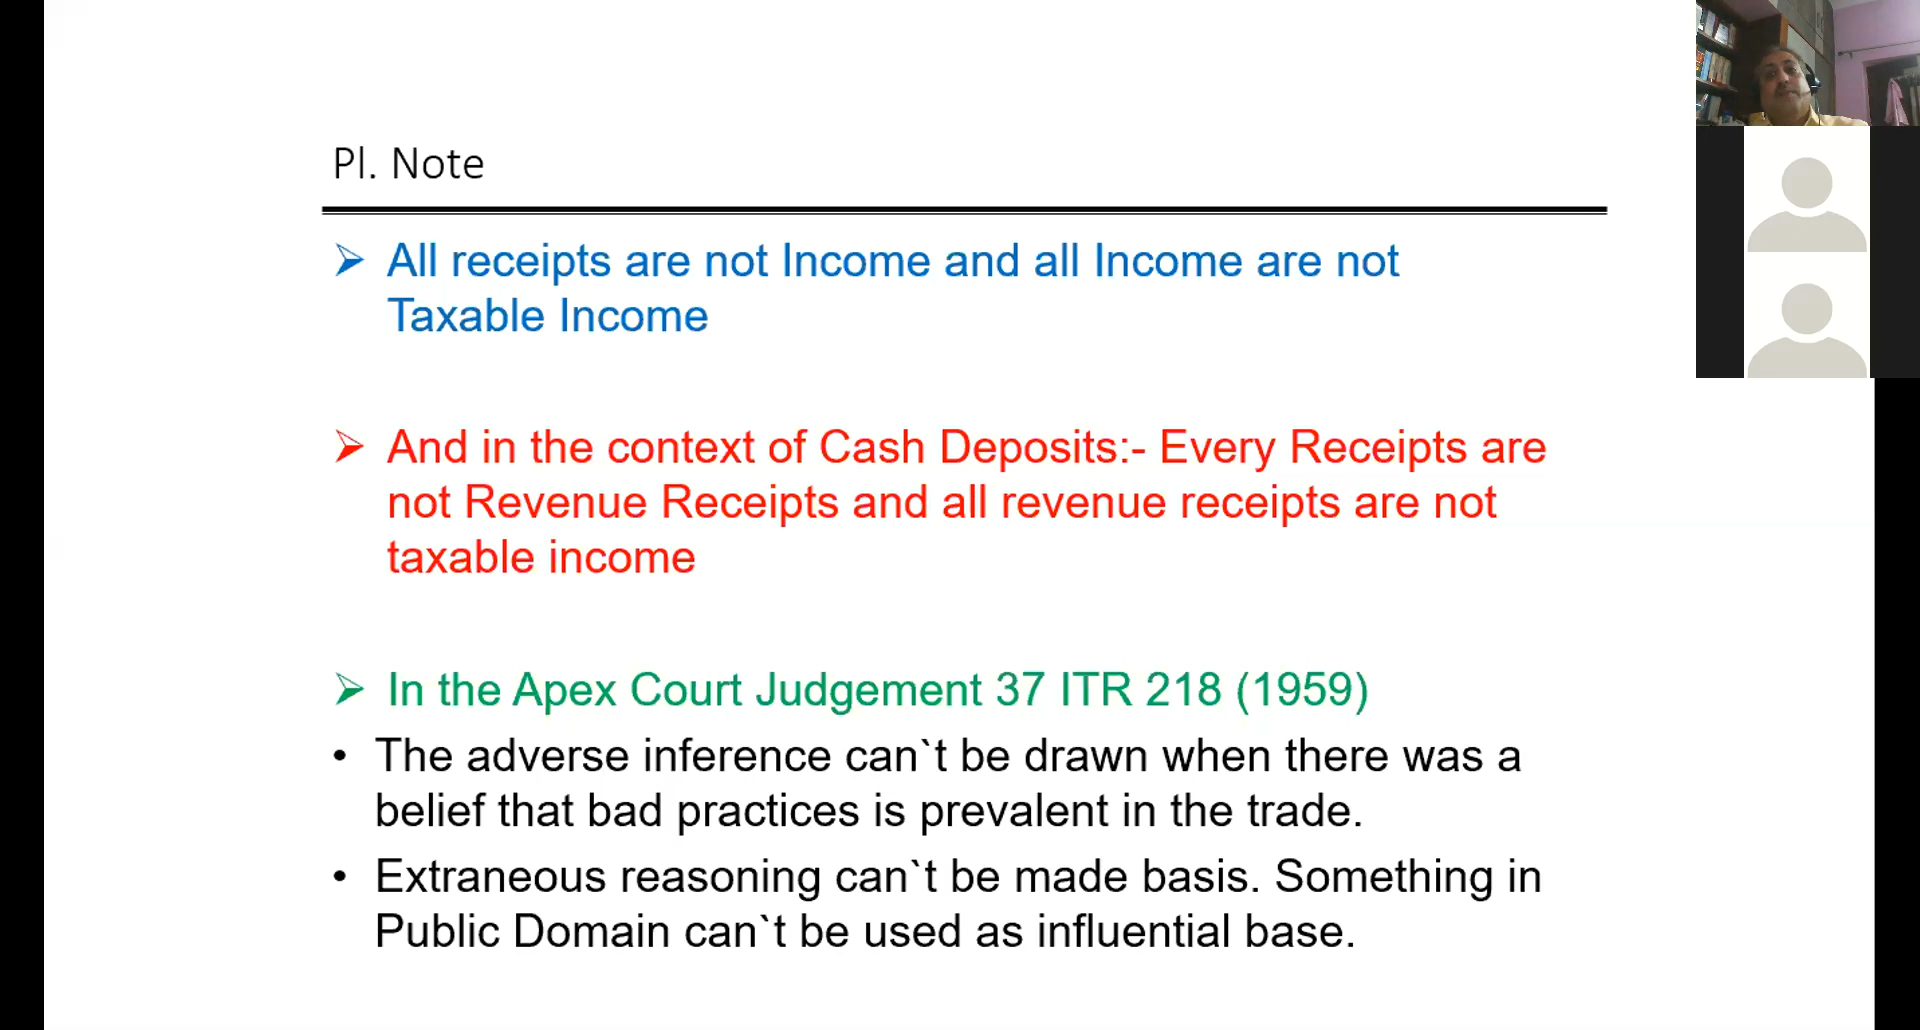 Pl. Note
All receipts are not Income and all Income are not
Taxable Income
And in the context of Cash Deposits:- Every Receipts are
not Revenue Receipts and all revenue receipts are not
taxable income
In the Apex Court Judgement 37 ITR 218 (1959)
The adverse inference can`t be drawn when there was a
belief that bad practices is prevalent in the trade.
Extraneous reasoning can`t be made basis. Something in
Public Domain can`t be used as influential base.